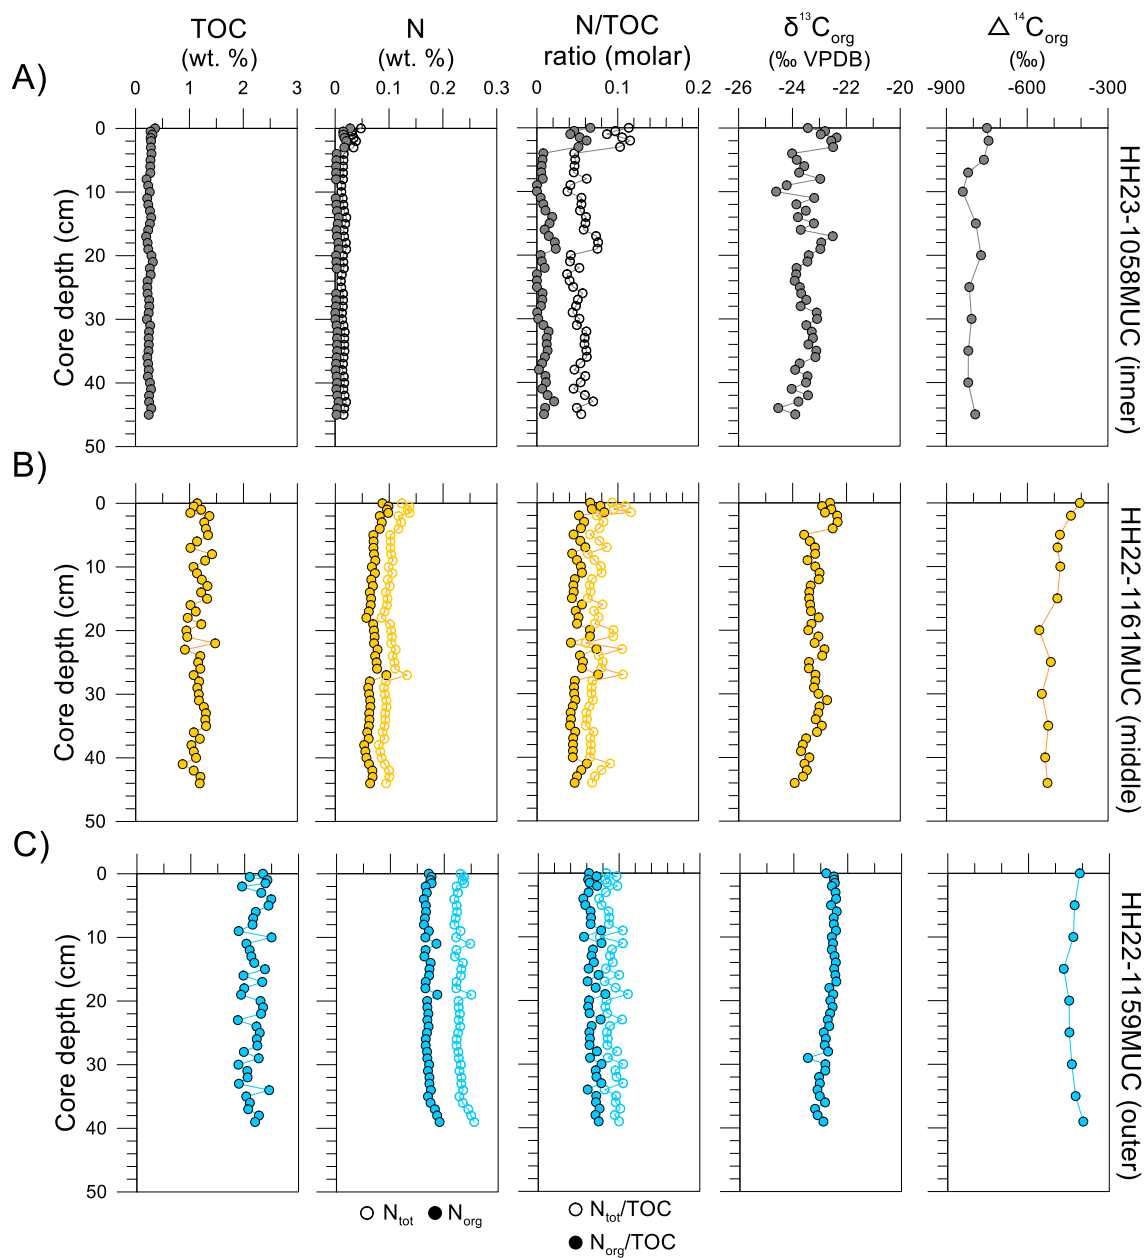 TOC
(wt. %)
N
(wt. %)
N/TOC
ratio (molar)
δ¹³Corg
(‰ VPDB)
Δ¹⁴Corg
(‰)
A)
0 1 2 3
0 0.1 0.2 0.3
0 0.1 0.2
-26 -24 -22 -20
-900 -600 -300
0
10
20
30
40
50
Core depth (cm)
HH23-1058MUC (inner)
B)
0
10
20
30
40
50
Core depth (cm)
HH22-1161MUC (middle)
C)
0
10
20
30
40
50
Core depth (cm)
HH22-1159MUC (outer)
Ntot Norg
Ntot/TOC
Norg/TOC